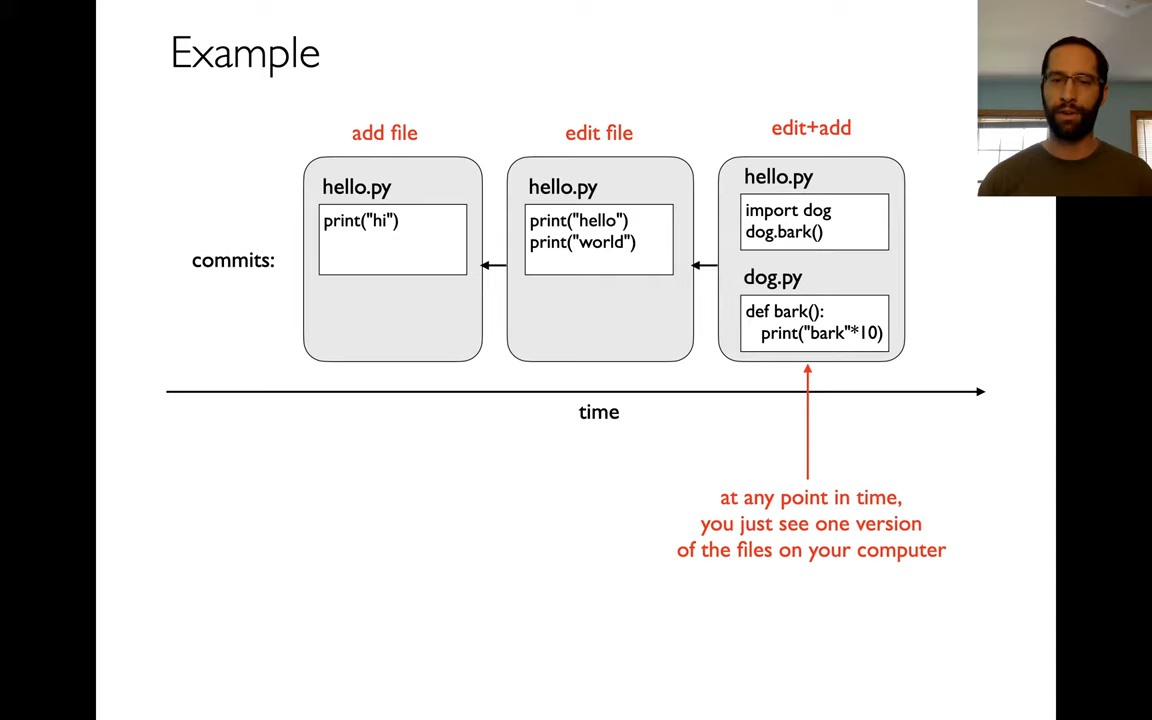 Example
add file
edit file
edit+add
commits:
hello.py
print("hi")
hello.py
print("hello")
print("world")
hello.py
import dog
dog.bark()
dog.py
def bark():
   print("bark"*10)
time
at any point in time,
you just see one version
of the files on your computer